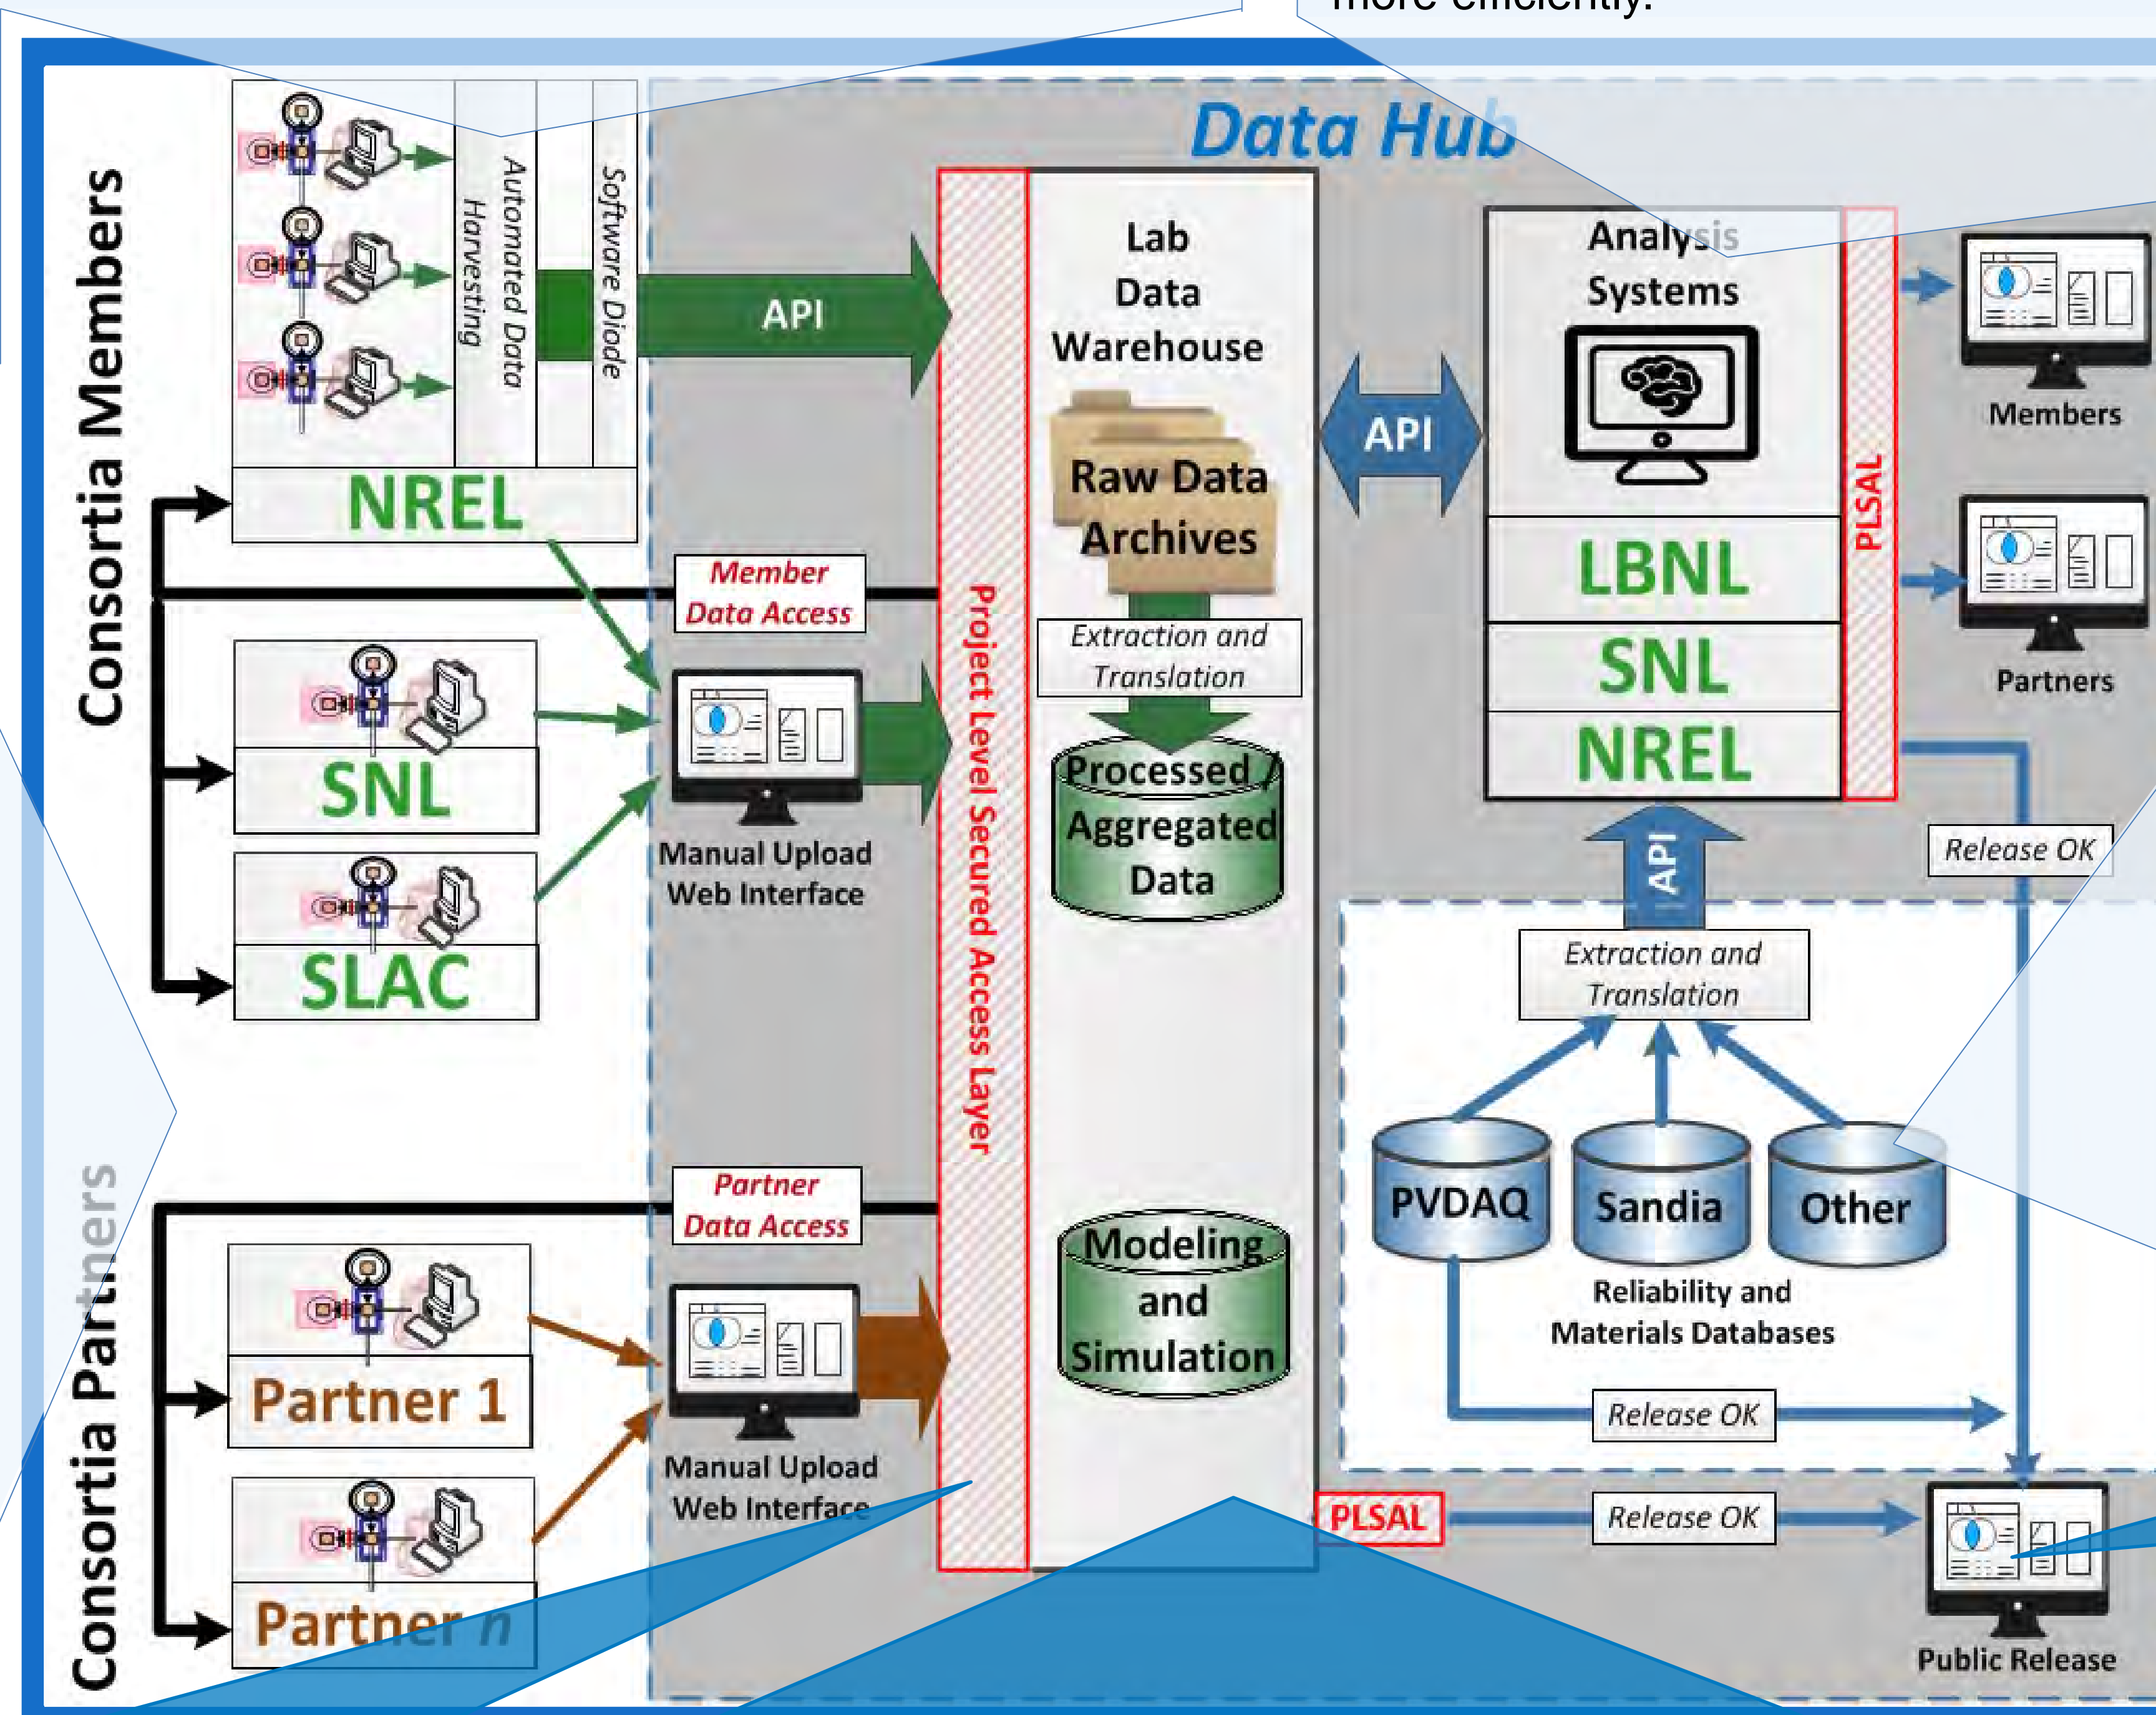 more efficiently.
Data Hub
Consortia Members
Automated Data
Harvesting
Software Diode
NREL
API
Member
Data Access
SNL
SLAC
Manual Upload
Web Interface
Project Level Secured Access Layer
Lab
Data
Warehouse
Raw Data
Archives
Extraction and
Translation
Processed /
Aggregated
Data
Modeling
and
Simulation
API
Analysis
Systems
LBNL
SNL
NREL
PLSAL
Members
Partners
Release OK
API
Extraction and
Translation
PVDAQ
Sandia
Other
Reliability and
Materials Databases
Release OK
Consortia Partners
Partner
Data Access
Partner 1
Partner n
Manual Upload
Web Interface
PLSAL
Release OK
Public Release